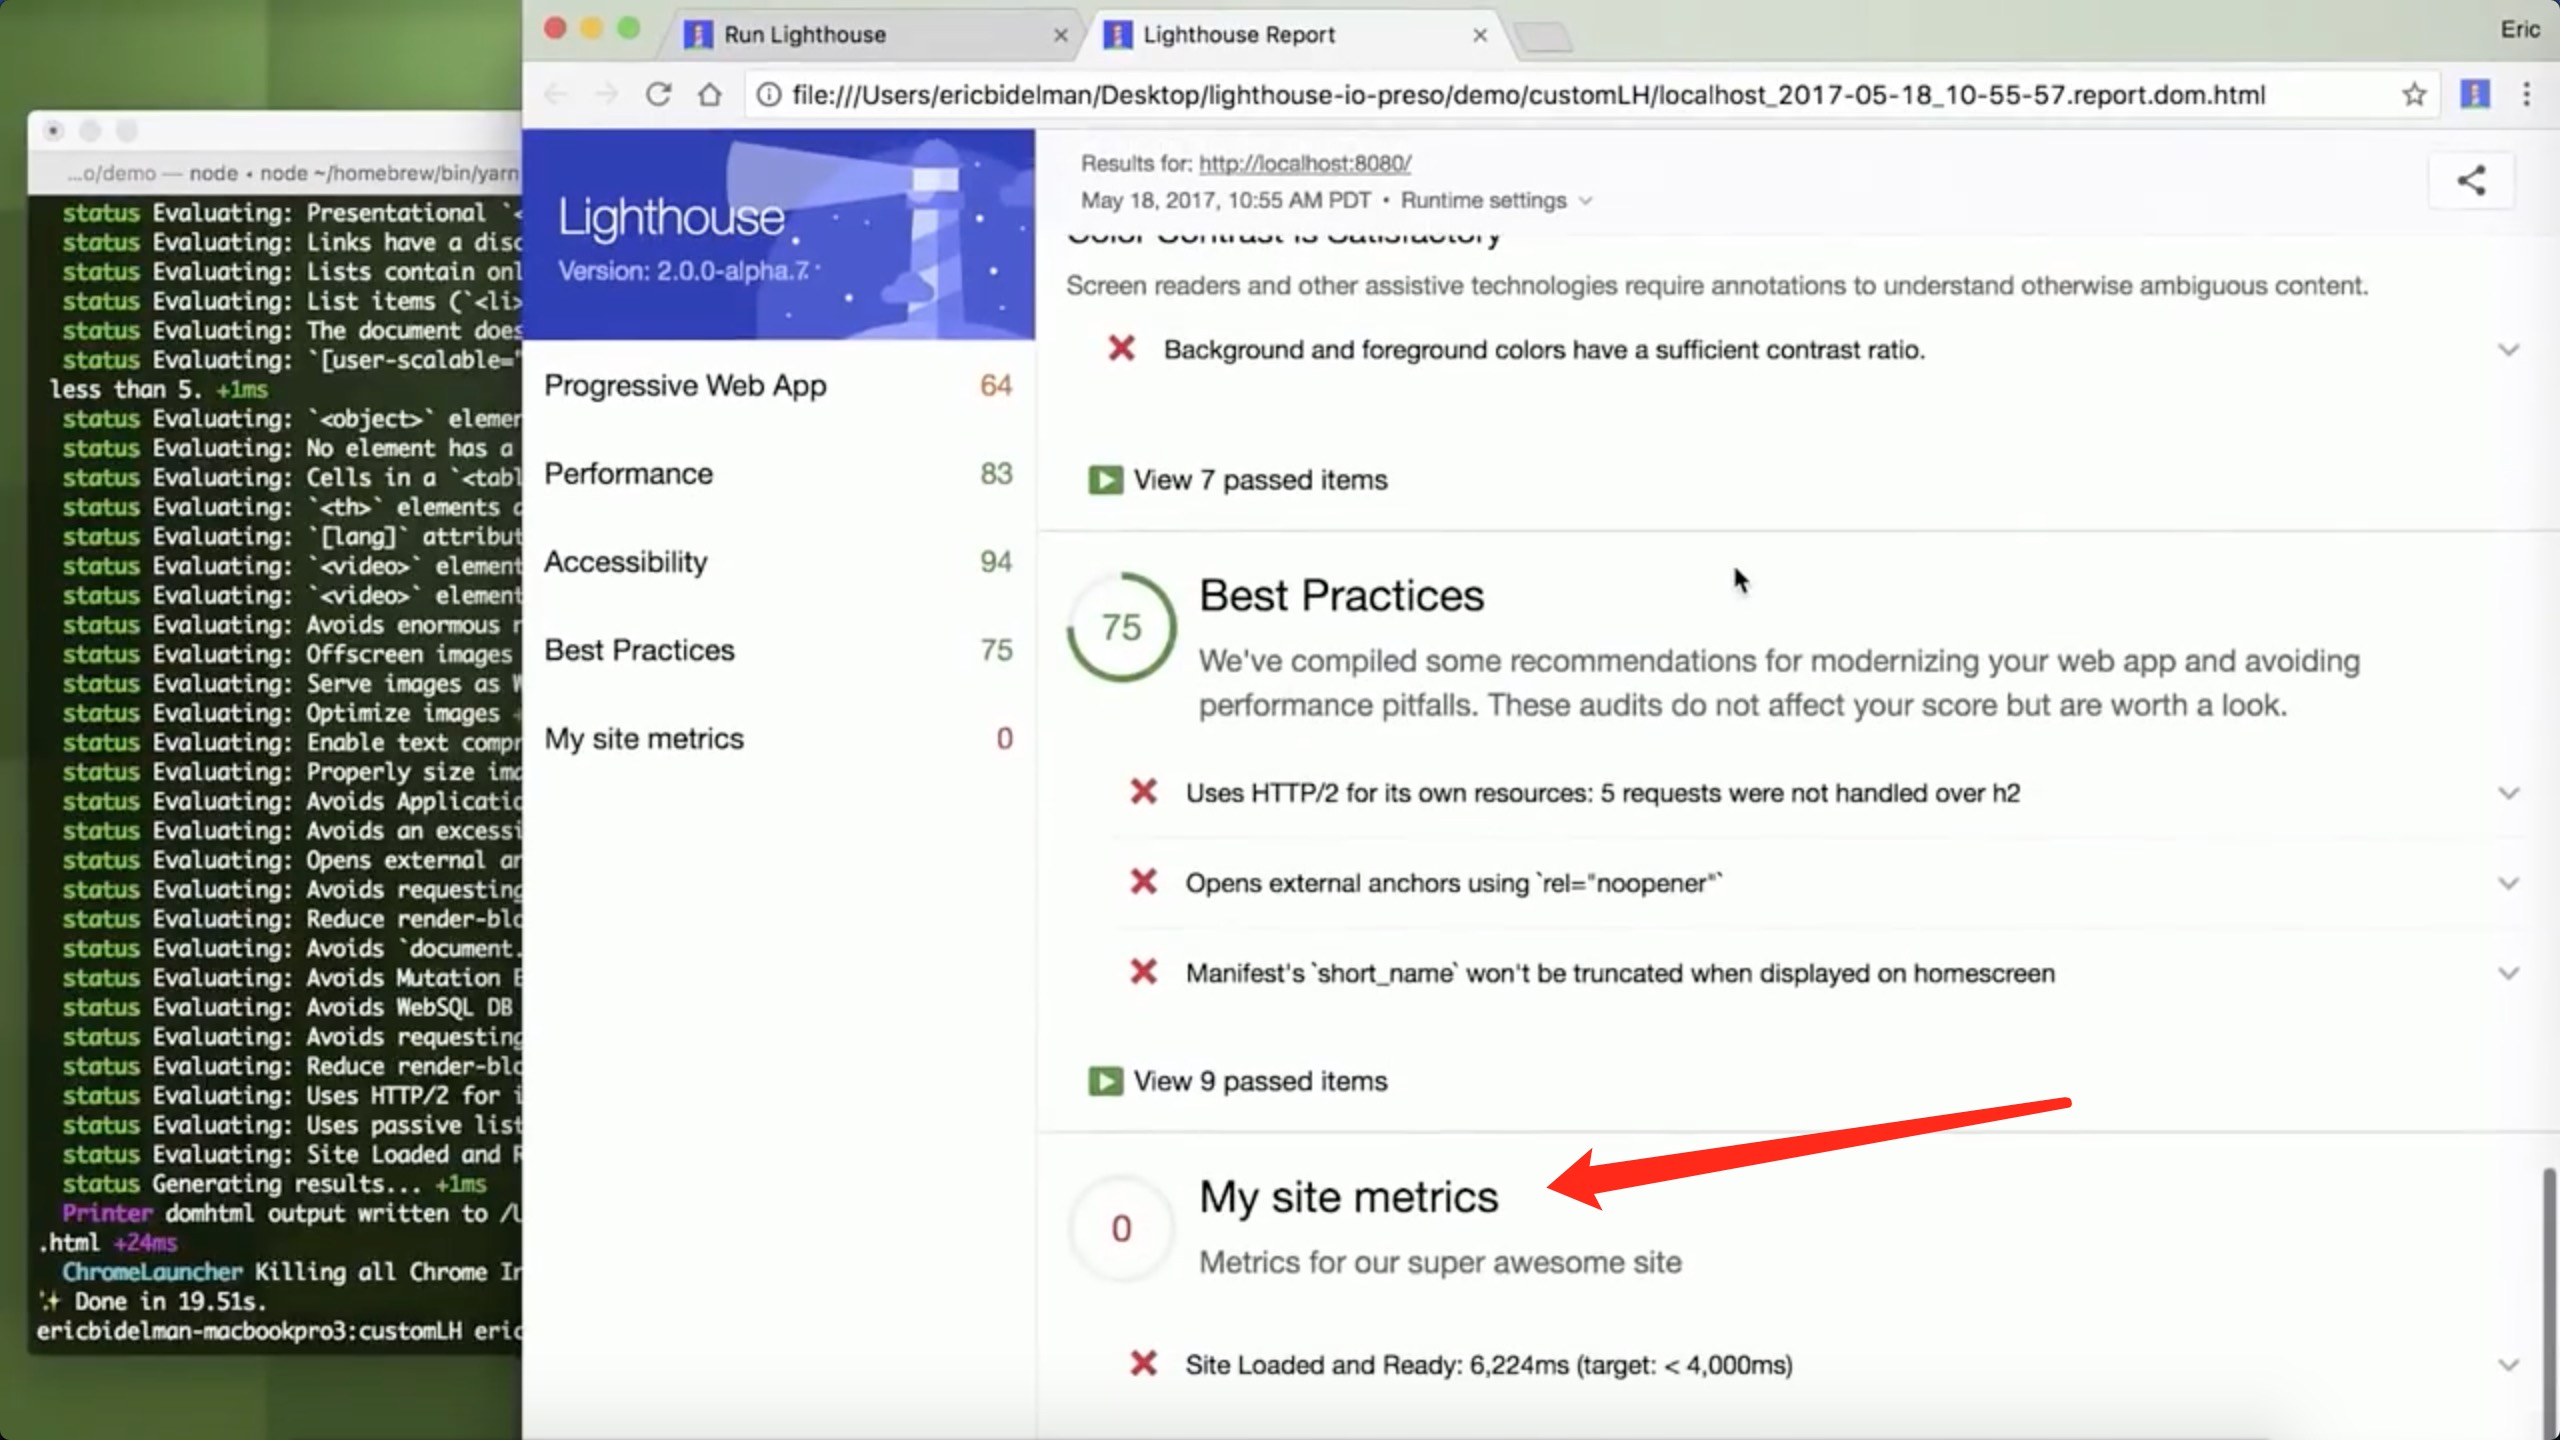 Run Lighthouse
Lighthouse Report
Eric
file:///Users/ericbidelman/Desktop/lighthouse-io-preso/demo/customLH/localhost_2017-05-18_10-55-57.report.dom.html
...o/demo — node • node ~/homebrew/bin/yarn
status Evaluating: Presentational `<
status Evaluating: Links have a disc
status Evaluating: Lists contain onl
status Evaluating: List items (`<li>
status Evaluating: The document does
status Evaluating: `[user-scalable="
less than 5. +1ms
status Evaluating: `<object>` elemen
status Evaluating: No element has a
status Evaluating: Cells in a `<tabl
status Evaluating: `<th>` elements
status Evaluating: `[lang]` attribut
status Evaluating: `<video>` element
status Evaluating: `<video>` element
status Evaluating: Avoids enormous
status Evaluating: Offscreen images
status Evaluating: Serve images as
status Evaluating: Optimize images
status Evaluating: Enable text compr
status Evaluating: Properly size ima
status Evaluating: Avoids Applicatio
status Evaluating: Avoids an excessi
status Evaluating: Opens external an
status Evaluating: Avoids requesting
status Evaluating: Reduce render-blo
status Evaluating: Avoids `document.
status Evaluating: Avoids Mutation E
status Evaluating: Avoids WebSQL DB
status Evaluating: Avoids requesting
status Evaluating: Reduce render-blo
status Evaluating: Uses HTTP/2 for i
status Evaluating: Uses passive list
status Evaluating: Site Loaded and R
status Generating results... +1ms
Printer domhtml output written to /U
.html +24ms
ChromeLauncher Killing all Chrome In
Done in 19.51s.
ericbidelman-macbookpro3:customLH eric
Lighthouse
Version: 2.0.0-alpha.7
Progressive Web App 64
Performance 83
Accessibility 94
Best Practices 75
My site metrics 0
Results for: http://localhost:8080/
May 18, 2017, 10:55 AM PDT • Runtime settings
Color Contrast Is Satisfactory
Screen readers and other assistive technologies require annotations to understand otherwise ambiguous content.
Background and foreground colors have a sufficient contrast ratio.
View 7 passed items
75
Best Practices
We've compiled some recommendations for modernizing your web app and avoiding
performance pitfalls. These audits do not affect your score but are worth a look.
Uses HTTP/2 for its own resources: 5 requests were not handled over h2
Opens external anchors using `rel="noopener"`
Manifest's `short_name` won't be truncated when displayed on homescreen
View 9 passed items
0
My site metrics
Metrics for our super awesome site
Site Loaded and Ready: 6,224ms (target: < 4,000ms)